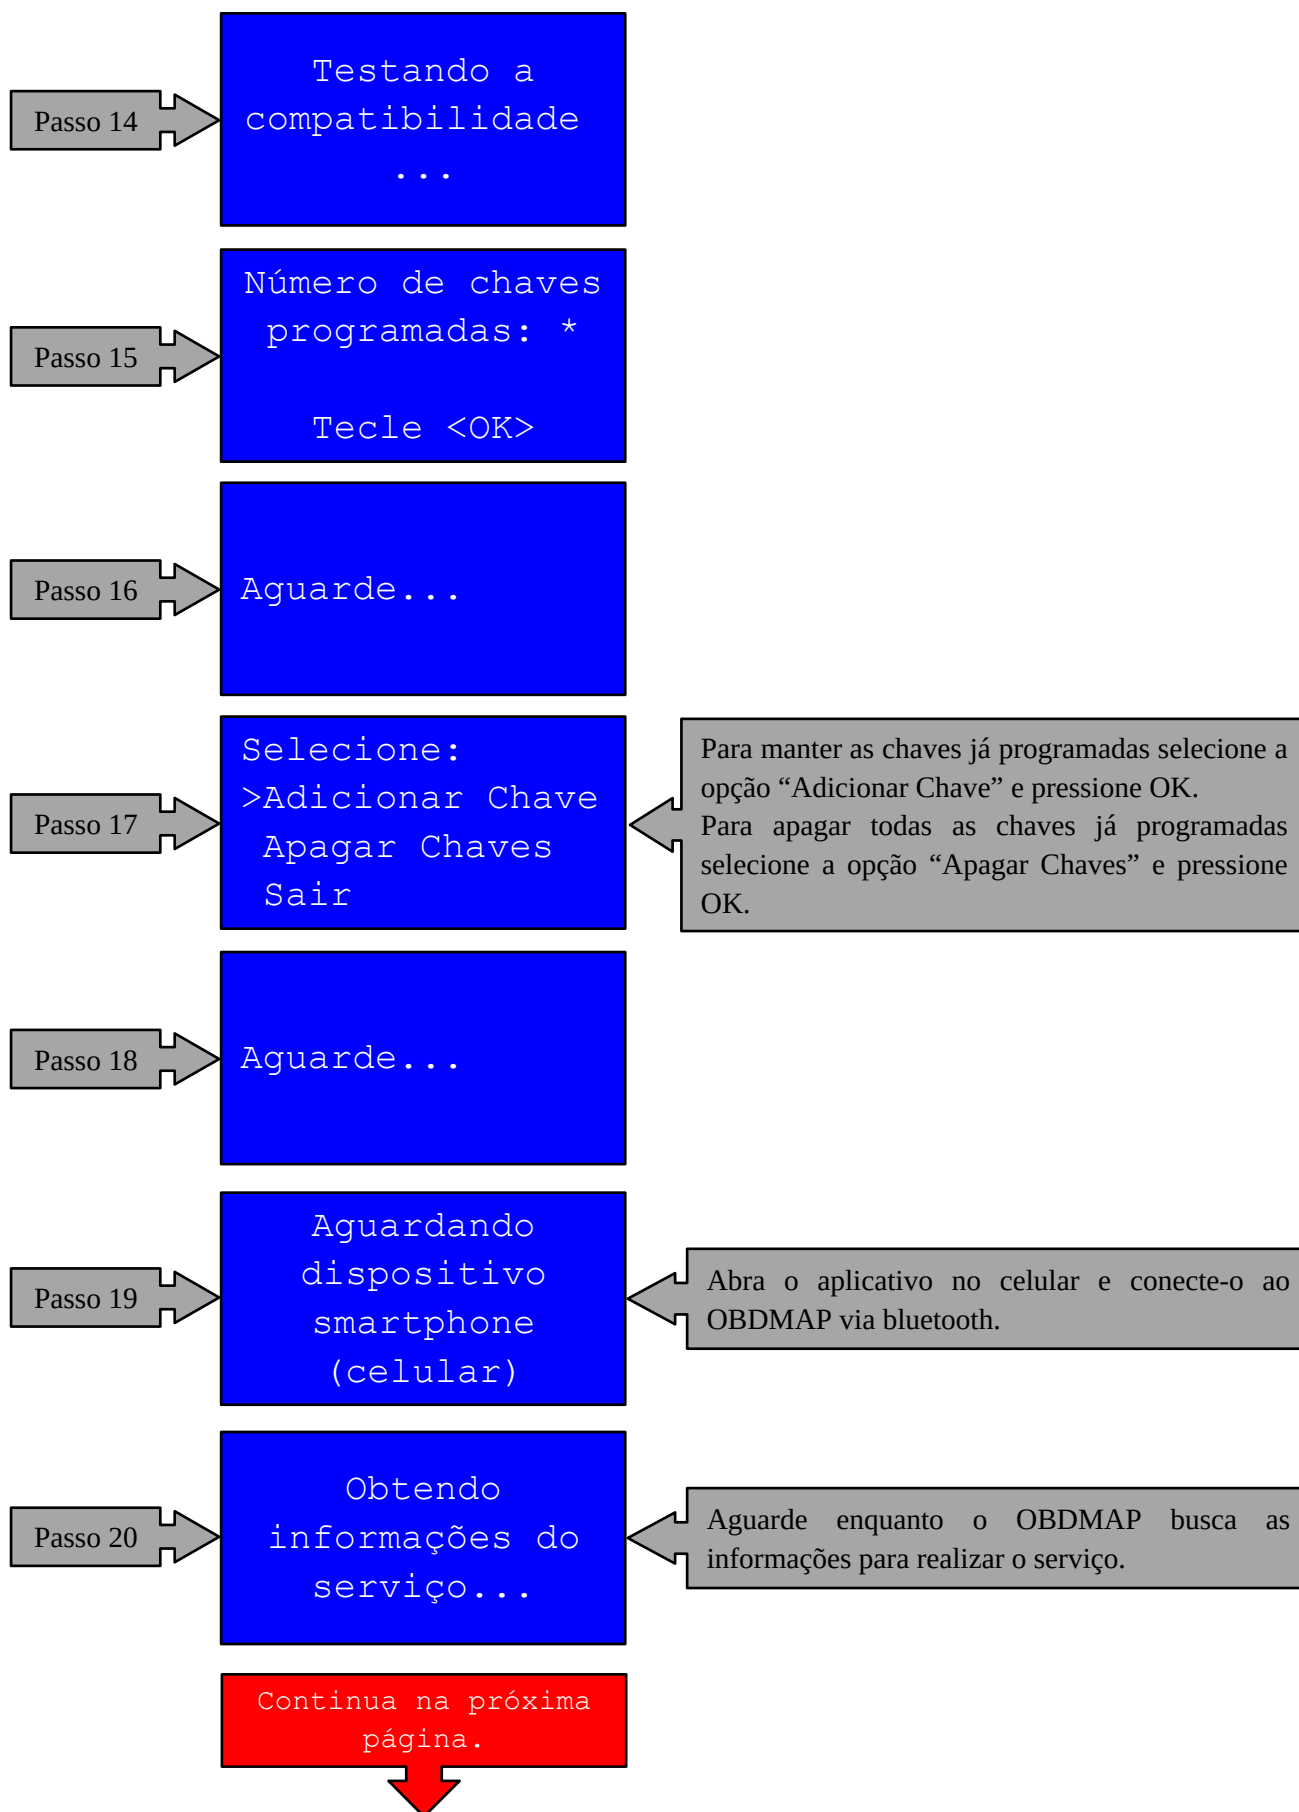 Passo 14
Testando a
compatibilidade
...
Passo 15
Número de chaves
programadas: *
Tecle <OK>
Passo 16
Aguarde...
Passo 17
Selecione:
>Adicionar Chave
Apagar Chaves
Sair
Para manter as chaves já programadas selecione a
opção “Adicionar Chave” e pressione OK.
Para apagar todas as chaves já programadas
selecione a opção “Apagar Chaves” e pressione
OK.
Passo 18
Aguarde...
Passo 19
Aguardando
dispositivo
smartphone
(celular)
Abra o aplicativo no celular e conecte-o ao
OBDMAP via bluetooth.
Passo 20
Obtendo
informações do
serviço...
Aguarde enquanto o OBDMAP busca as
informações para realizar o serviço.
Continua na próxima
página.